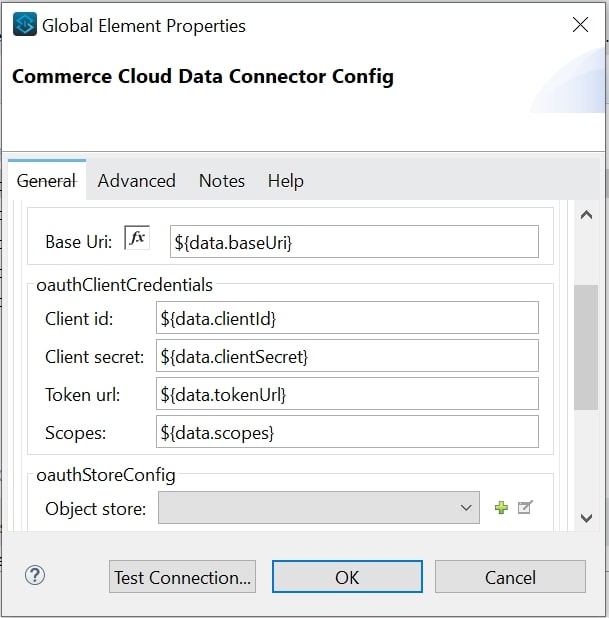 Global Element Properties
Commerce Cloud Data Connector Config
General Advanced Notes Help
Base Uri: fx ${data.baseUri}
oauthClientCredentials
Client id: ${data.clientId}
Client secret: ${data.clientSecret}
Token url: ${data.tokenUrl}
Scopes: ${data.scopes}
oauthStoreConfig
Object store:
? Test Connection... OK Cancel